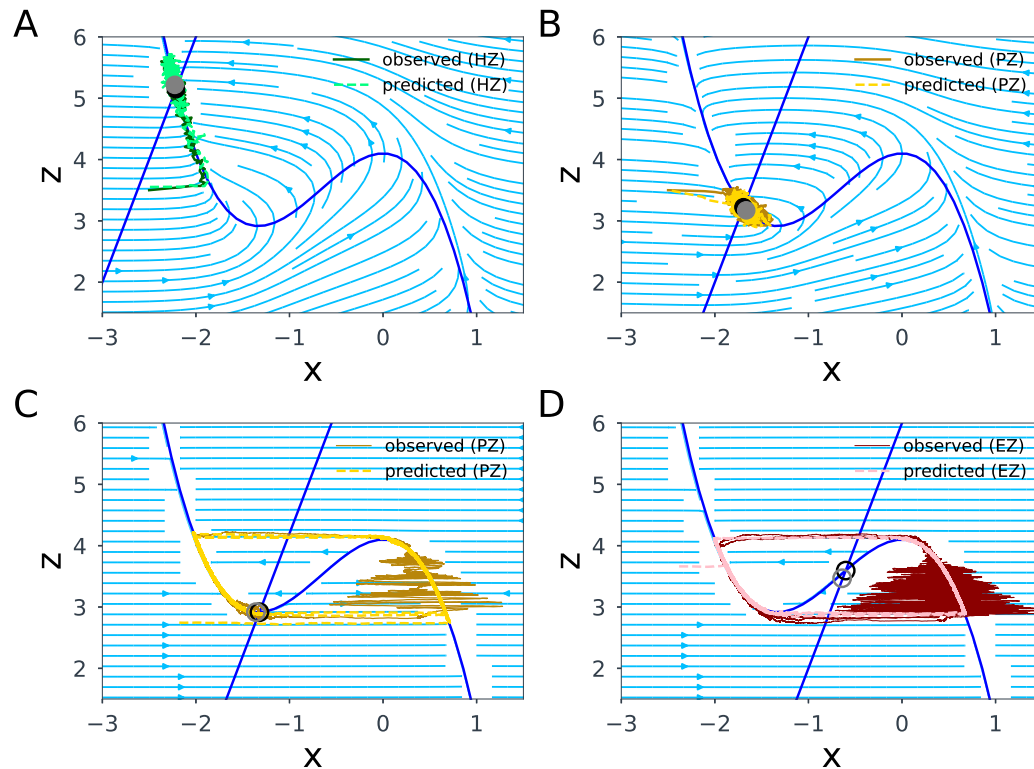 A
B
6
5
4
3
2
z
−3
−2
−1
0
1
x
observed (HZ)
predicted (HZ)
6
5
4
3
2
z
−3
−2
−1
0
1
x
observed (PZ)
predicted (PZ)
C
D
6
5
4
3
2
z
−3
−2
−1
0
1
x
observed (PZ)
predicted (PZ)
6
5
4
3
2
z
−3
−2
−1
0
1
x
observed (EZ)
predicted (EZ)